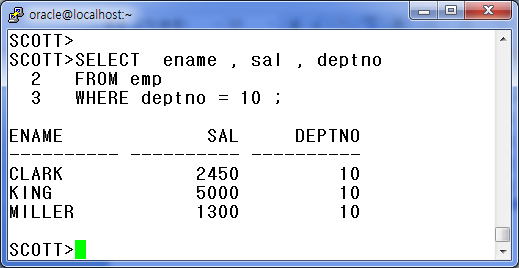 oracle@localhost:~
SCOTT>
SCOTT>SELECT  ename , sal , deptno
  2   FROM emp
  3   WHERE deptno = 10 ;

ENAME             SAL     DEPTNO
---------- ---------- ----------
CLARK            2450         10
KING             5000         10
MILLER           1300         10

SCOTT>